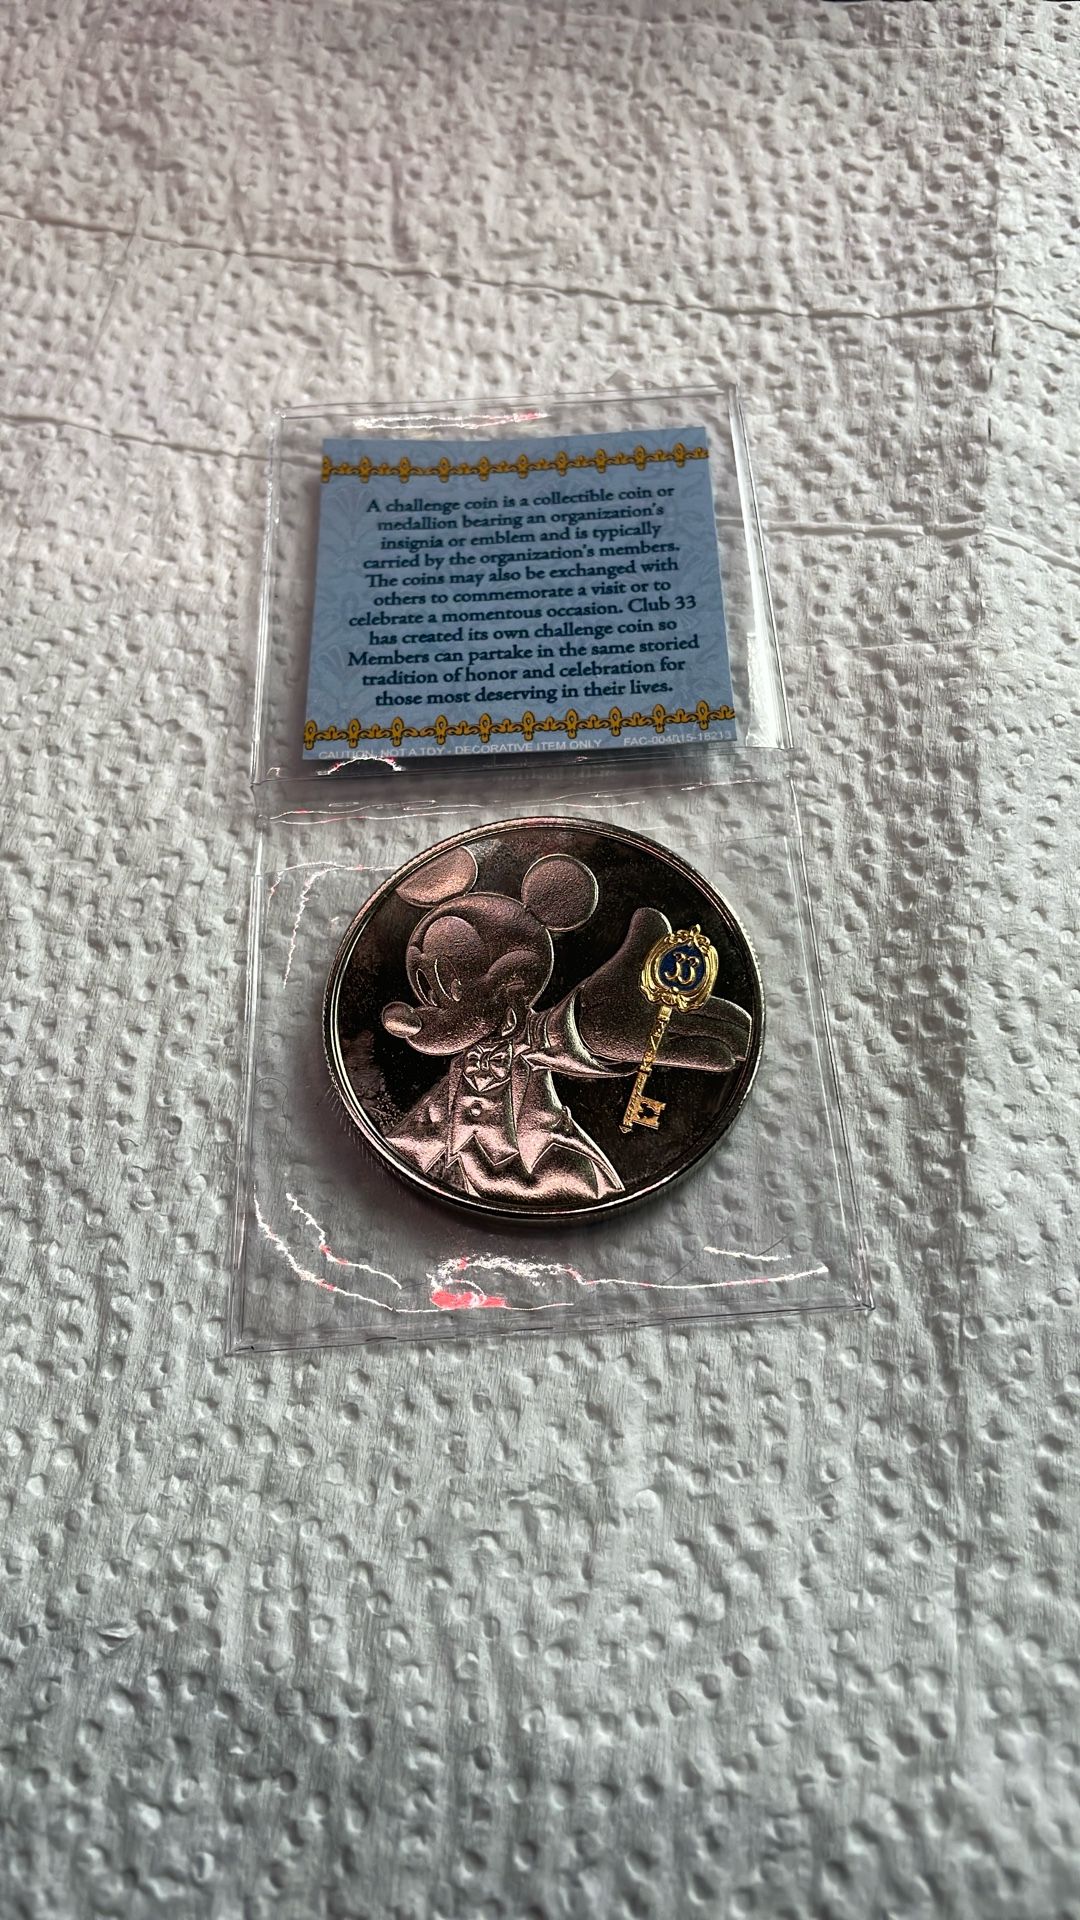 A challenge coin is a collectible coin or
medallion bearing an organization's
insignia or emblem and is typically
carried by the organization's members.
The coins may also be exchanged with
others to commemorate a visit or to
celebrate a momentous occasion. Club 33
has created its own challenge coin so
Members can partake in the same storied
tradition of honor and celebration for
those most deserving in their lives.
CAUTION, NOT A TOY - DECORATIVE ITEM ONLY FAC-004015-18213
33